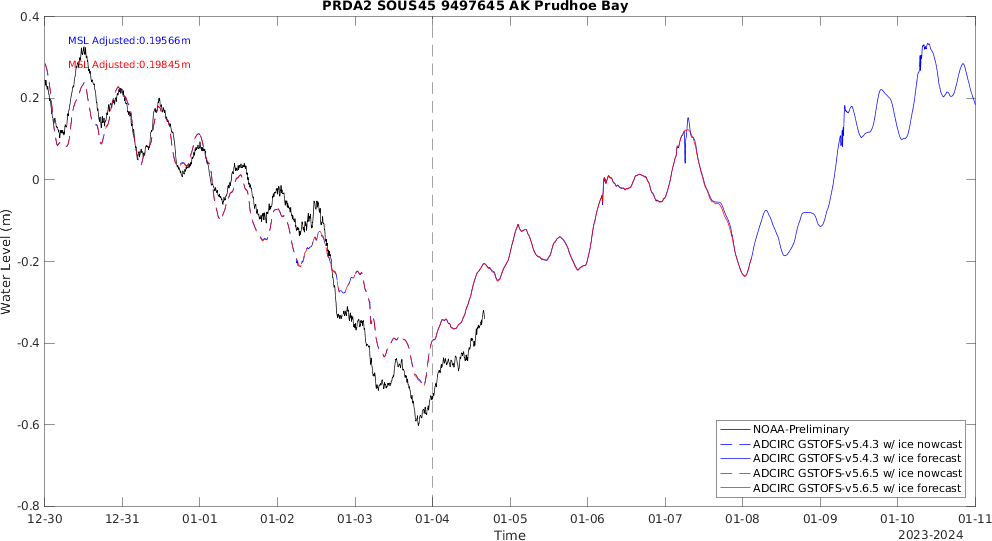 PRDA2 SOUS45 9497645 AK Prudhoe Bay
MSL Adjusted:0.19566m
MSL Adjusted:0.19845m
Water Level (m)
0.4
0.2
0
-0.2
-0.4
-0.6
-0.8
NOAA-Preliminary
ADCIRC GSTOFS-v5.4.3 w/ ice nowcast
ADCIRC GSTOFS-v5.4.3 w/ ice forecast
ADCIRC GSTOFS-v5.6.5 w/ ice nowcast
ADCIRC GSTOFS-v5.6.5 w/ ice forecast
12-30 12-31 01-01 01-02 01-03 01-04 01-05 01-06 01-07 01-08 01-09 01-10 01-11
Time
2023-2024